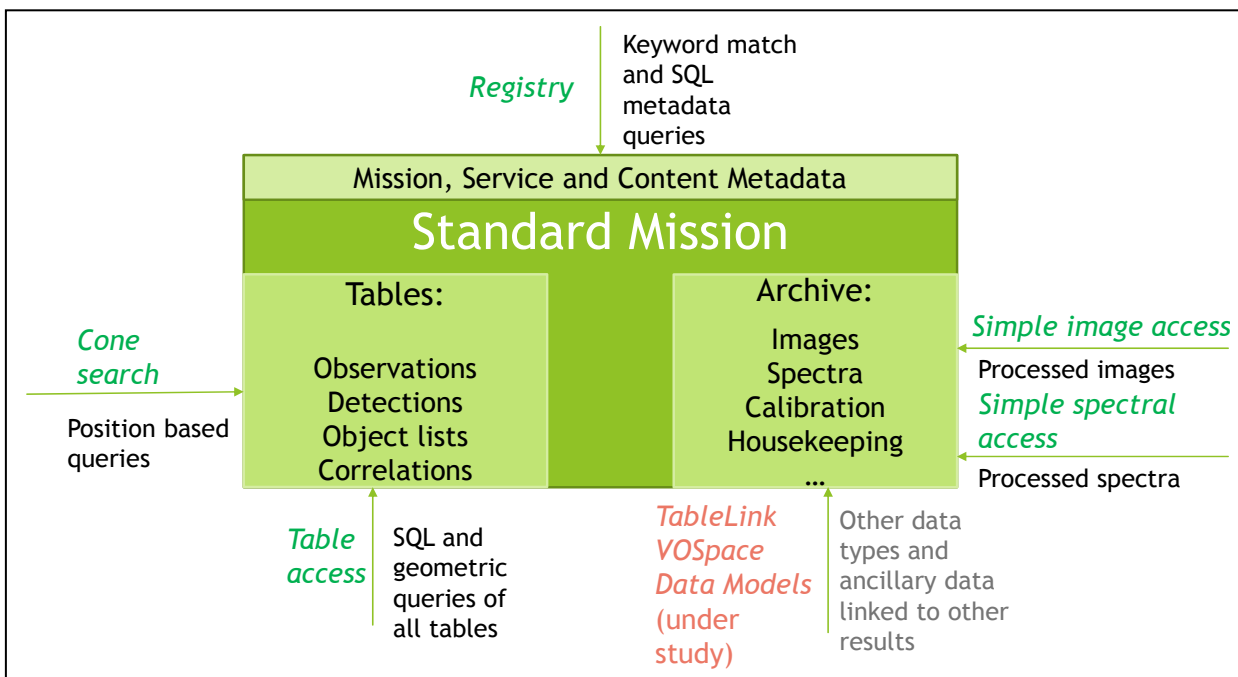 Registry
Keyword match
and SQL
metadata
queries
Mission, Service and Content Metadata
Standard Mission
Cone
search
Position based
queries
Tables:
Observations
Detections
Object lists
Correlations
Archive:
Images
Spectra
Calibration
Housekeeping
…
Simple image access
Processed images
Simple spectral
access
Processed spectra
Table
access
SQL and
geometric
queries of
all tables
TableLink
VOSpace
Data Models
(under
study)
Other data
types and
ancillary data
linked to other
results